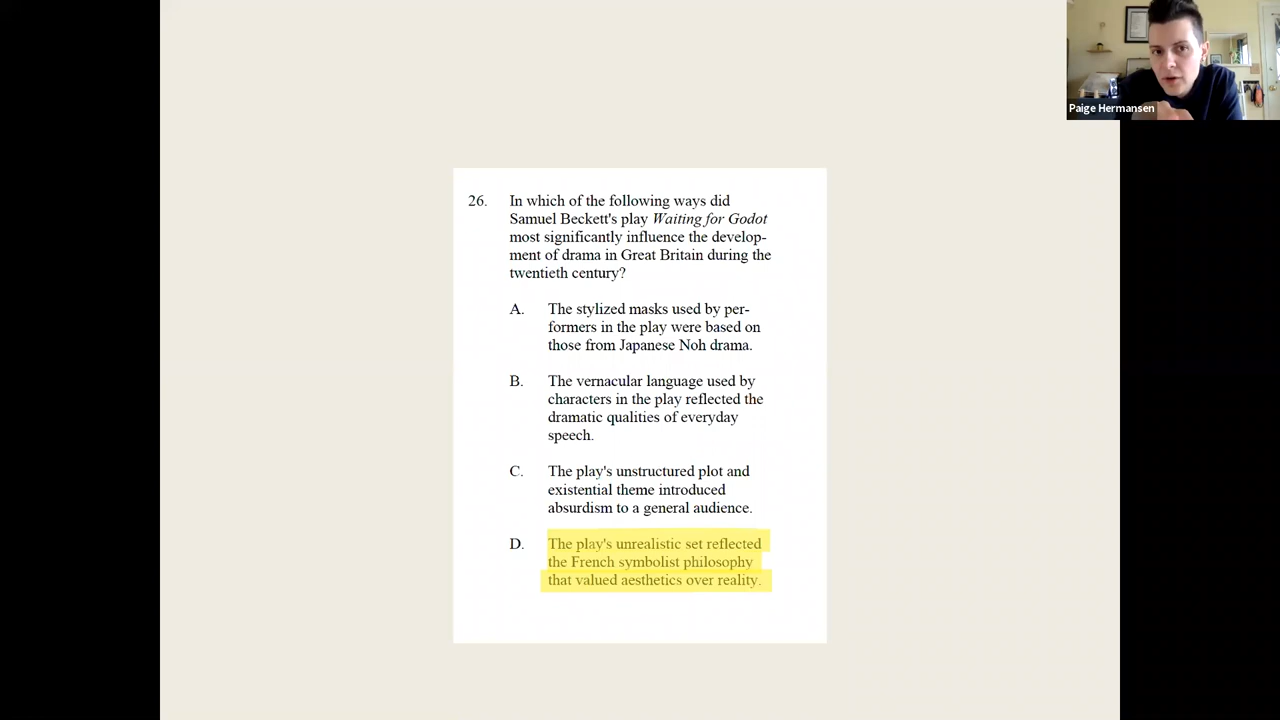 Paige Hermansen
26. In which of the following ways did
Samuel Beckett's play Waiting for Godot
most significantly influence the develop-
ment of drama in Great Britain during the
twentieth century?
A. The stylized masks used by per-
formers in the play were based on
those from Japanese Noh drama.
B. The vernacular language used by
characters in the play reflected the
dramatic qualities of everyday
speech.
C. The play's unstructured plot and
existential theme introduced
absurdism to a general audience.
D. The play's unrealistic set reflected
the French symbolist philosophy
that valued aesthetics over reality.